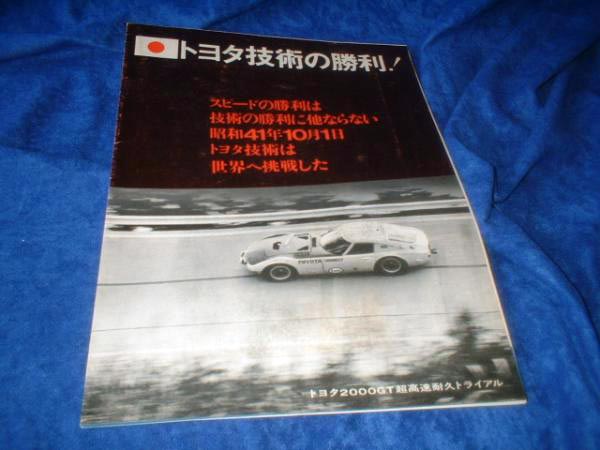 トヨタ技術の勝利!
スピードの勝利は
技術の勝利に他ならない
昭和41年10月1日
トヨタ技術は
世界へ挑戦した
TOYOTA
トヨタ2000GT超高速耐久トライアル